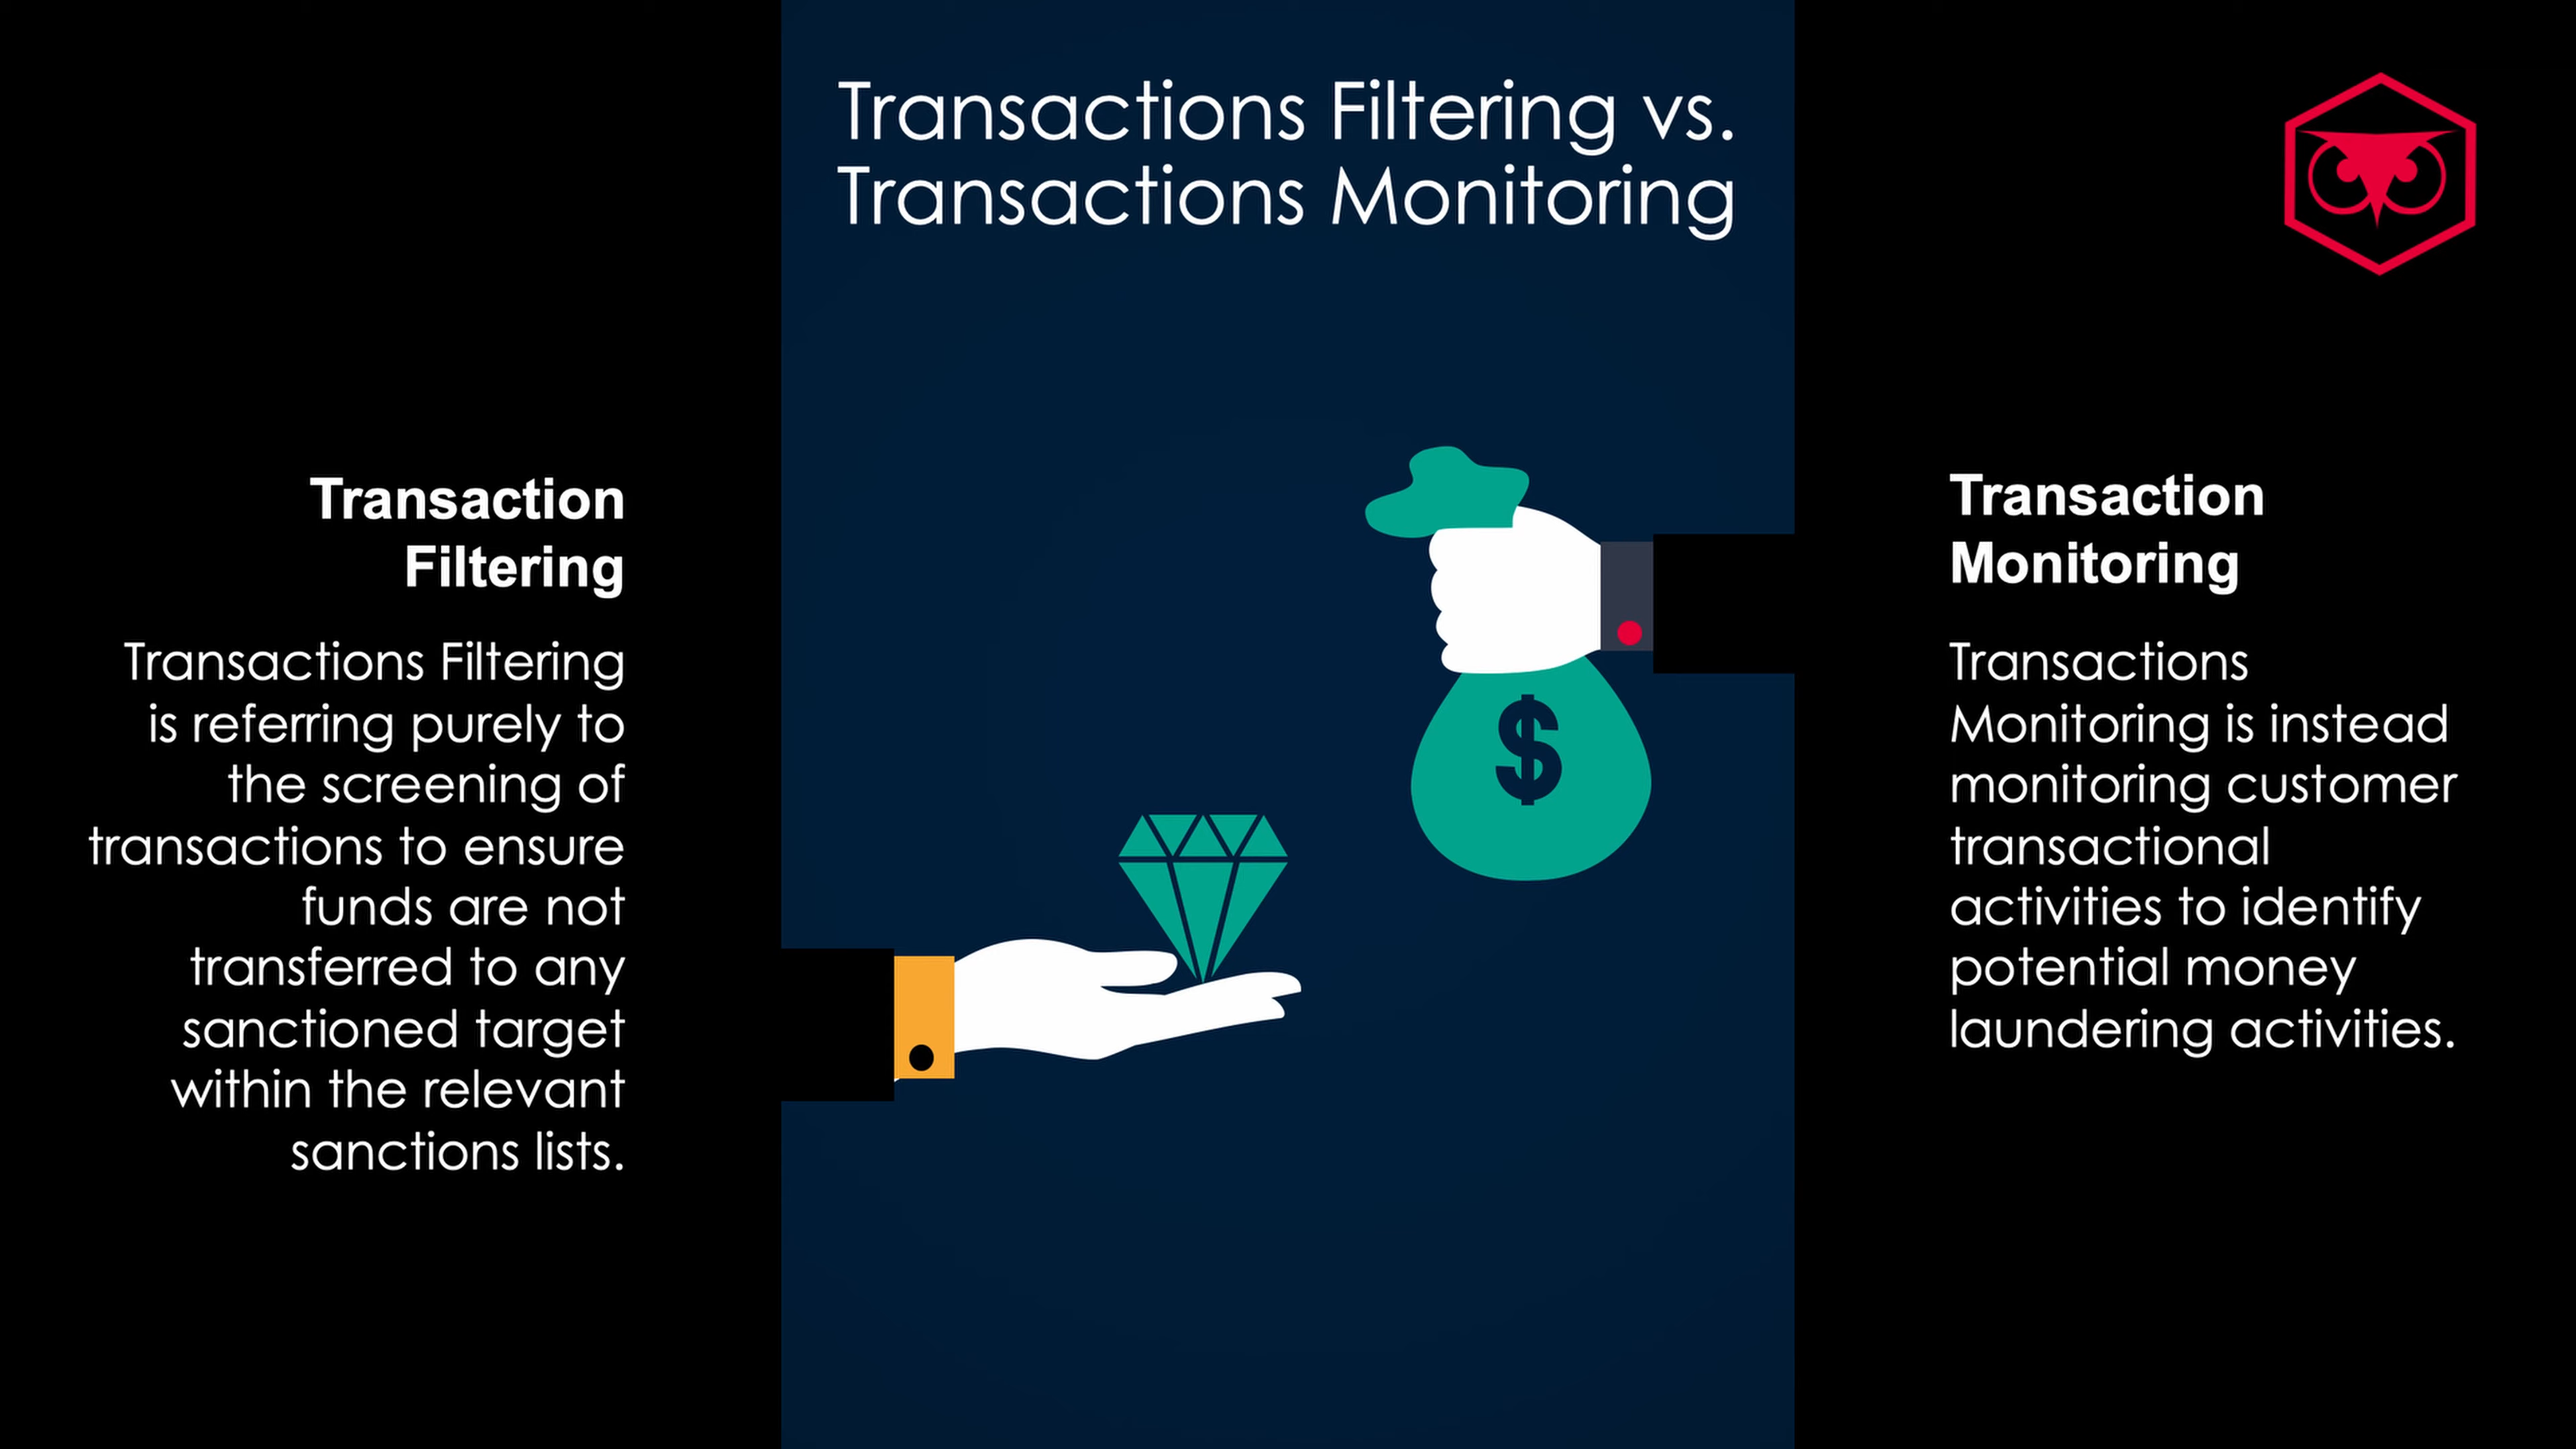 Transactions Filtering vs.
Transactions Monitoring
Transaction
Filtering
Transactions Filtering
is referring purely to
the screening of
transactions to ensure
funds are not
transferred to any
sanctioned target
within the relevant
sanctions lists.
$
Transaction
Monitoring
Transactions
Monitoring is instead
monitoring customer
transactional
activities to identify
potential money
laundering activities.